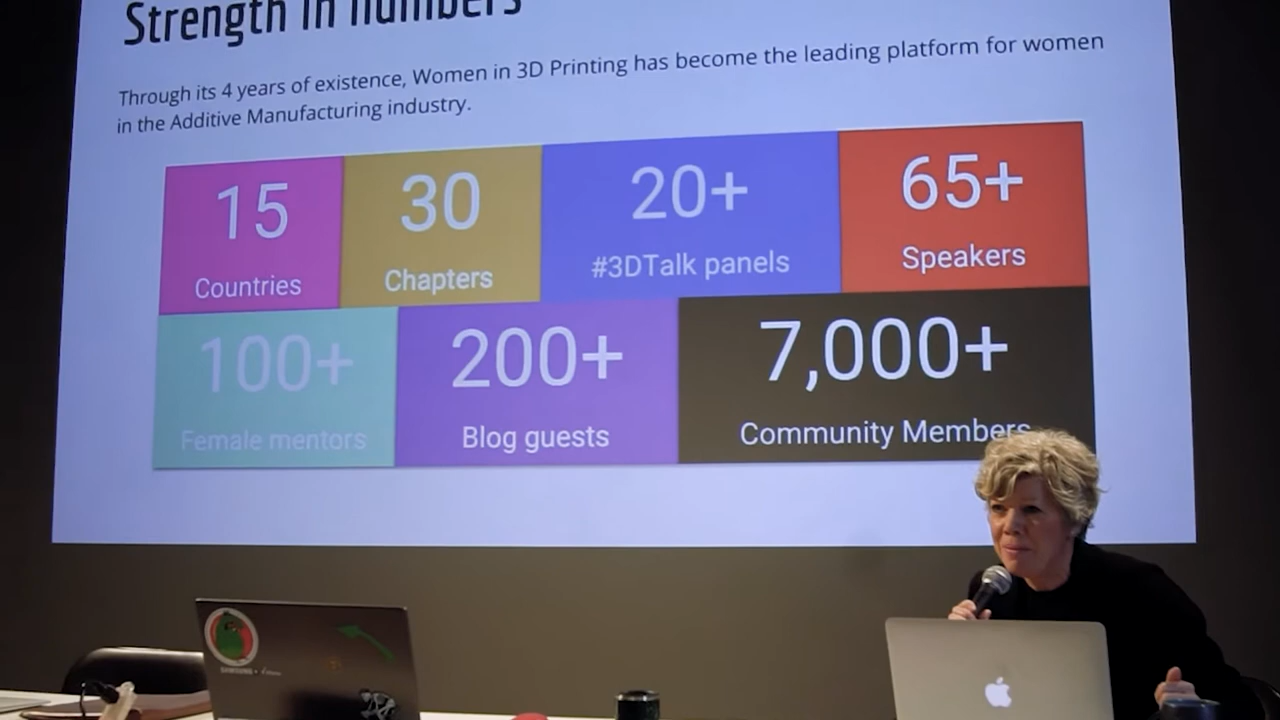 Strength in numbers
Through its 4 years of existence, Women in 3D Printing has become the leading platform for women
in the Additive Manufacturing industry.
15
Countries
30
Chapters
20+
#3DTalk panels
65+
Speakers
100+
Female mentors
200+
Blog guests
7,000+
Community Members